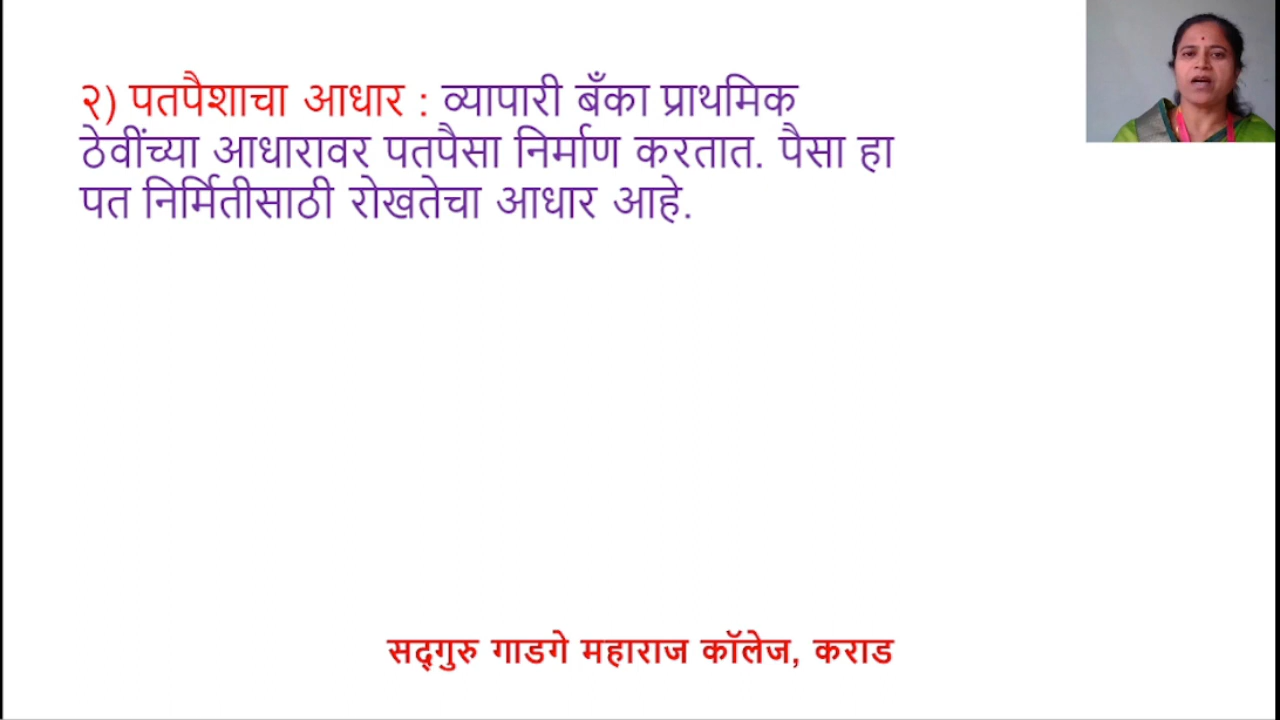 २) पतपैशाचा आधार : व्यापारी बँका प्राथमिक
ठेवींच्या आधारावर पतपैसा निर्माण करतात. पैसा हा
पत निर्मितीसाठी रोखतेचा आधार आहे.
सद्‌गुरु गाडगे महाराज कॉलेज, कराड